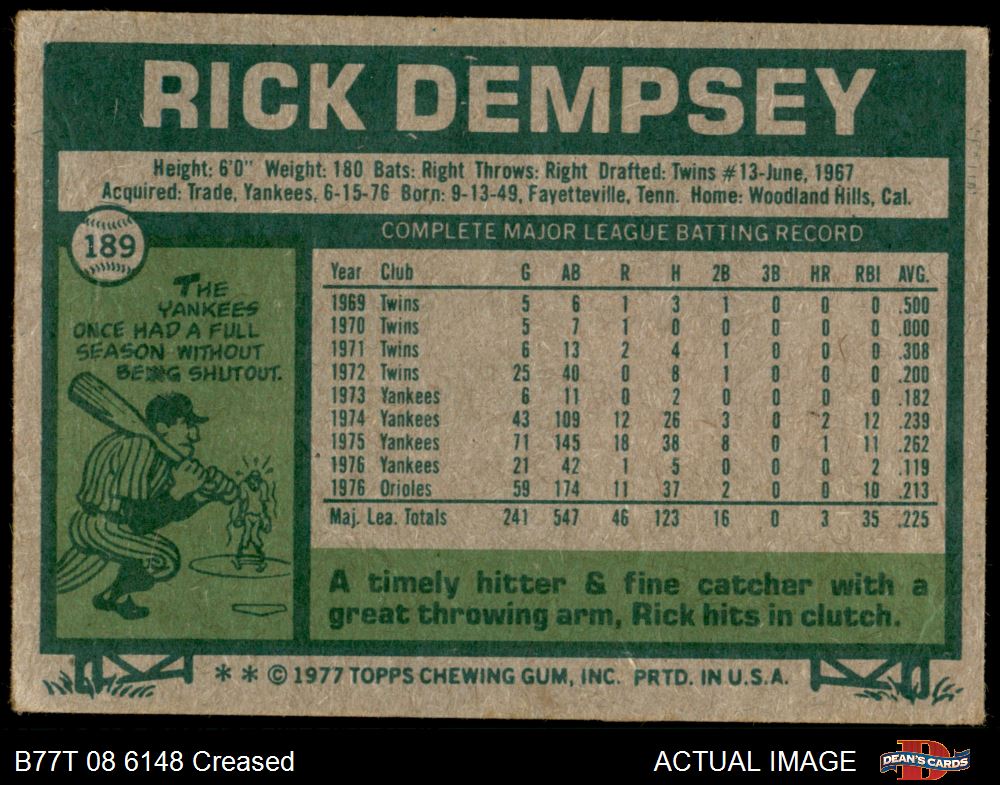 RICK DEMPSEY
Height: 6'0" Weight: 180 Bats: Right Throws: Right Drafted: Twins #13-June, 1967
Acquired: Trade, Yankees, 6-15-76 Born: 9-13-49, Fayetteville, Tenn. Home: Woodland Hills, Cal.
189
THE
YANKEES
ONCE HAD A FULL
SEASON WITHOUT
BEING SHUTOUT.
COMPLETE MAJOR LEAGUE BATTING RECORD
Year Club G AB R H 2B 3B HR RBI AVG.
1969 Twins 5 6 1 3 1 0 0 0 .500
1970 Twins 5 7 1 0 0 0 0 0 .000
1971 Twins 6 13 2 4 1 0 0 0 .308
1972 Twins 25 40 0 8 1 0 0 0 .200
1973 Yankees 6 11 0 2 0 0 0 0 .182
1974 Yankees 43 109 12 26 3 0 2 12 .239
1975 Yankees 71 145 18 38 8 0 1 11 .262
1976 Yankees 21 42 1 5 0 0 0 2 .119
1976 Orioles 59 174 11 37 2 0 0 10 .213
Maj. Lea. Totals 241 547 46 123 16 0 3 35 .225
A timely hitter & fine catcher with a
great throwing arm, Rick hits in clutch.
* * © 1977 TOPPS CHEWING GUM, INC. PRTD. IN U.S.A.
B77T 08 6148 Creased
ACTUAL IMAGE
D
DEAN'S CARDS